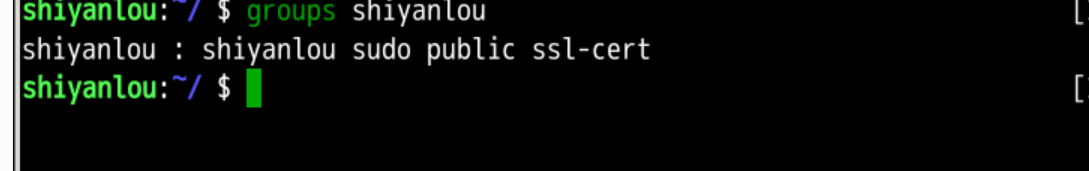 shiyanlou:~/ $ groups shiyanlou [
shiyanlou : shiyanlou sudo public ssl-cert
shiyanlou:~/ $ [